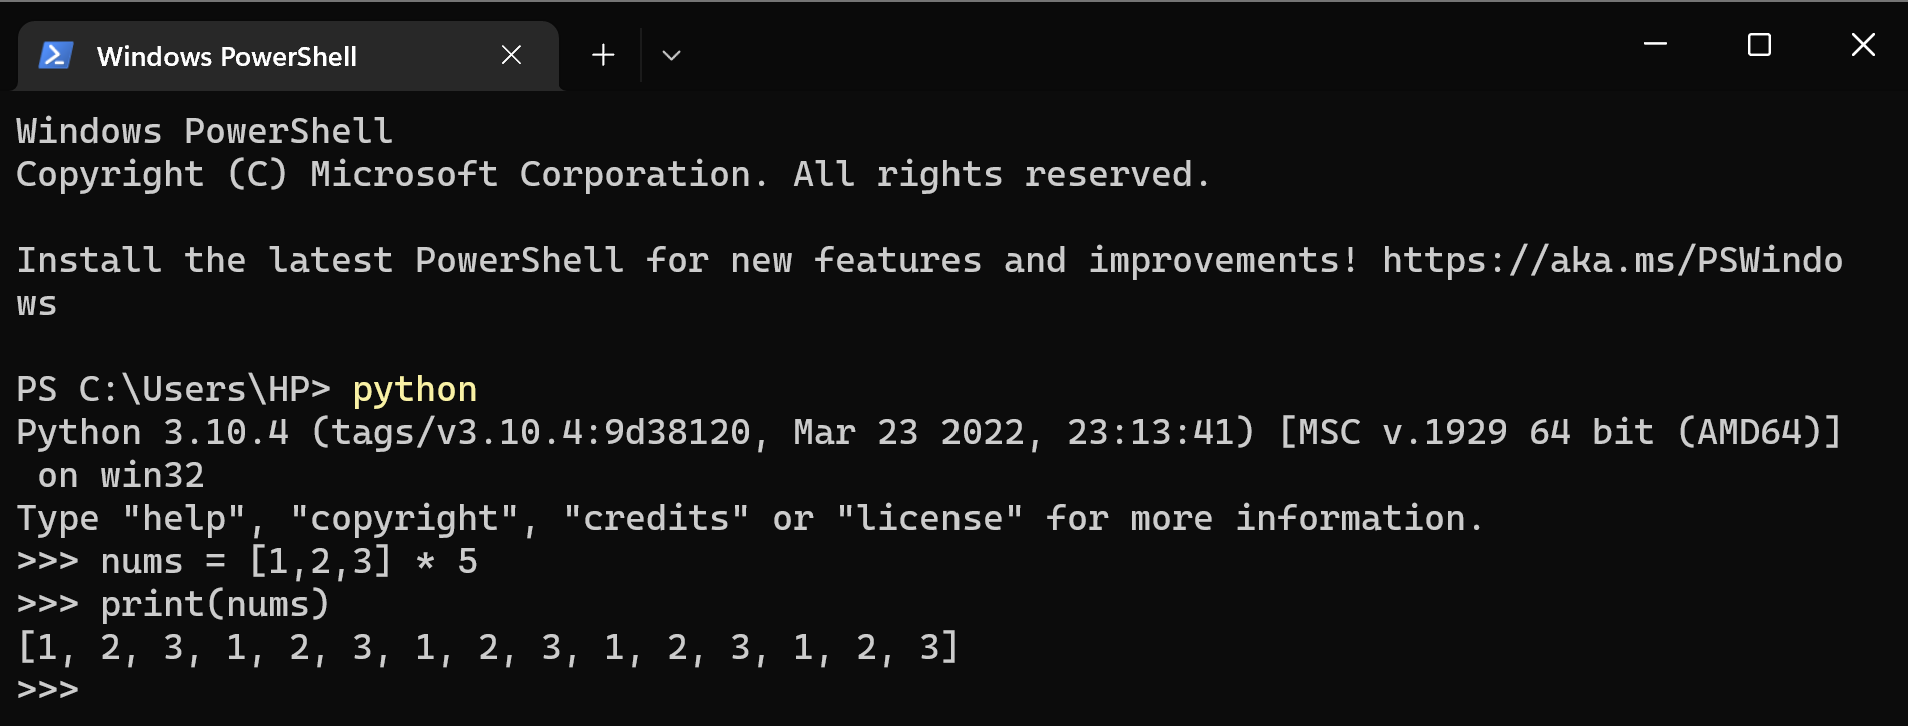 Windows PowerShell
Windows PowerShell
Copyright (C) Microsoft Corporation. All rights reserved.
Install the latest PowerShell for new features and improvements! https://aka.ms/PSWindo
ws
PS C:\Users\HP> python
Python 3.10.4 (tags/v3.10.4:9d38120, Mar 23 2022, 23:13:41) [MSC v.1929 64 bit (AMD64)]
 on win32
Type "help", "copyright", "credits" or "license" for more information.
>>> nums = [1,2,3] * 5
>>> print(nums)
[1, 2, 3, 1, 2, 3, 1, 2, 3, 1, 2, 3, 1, 2, 3]
>>>